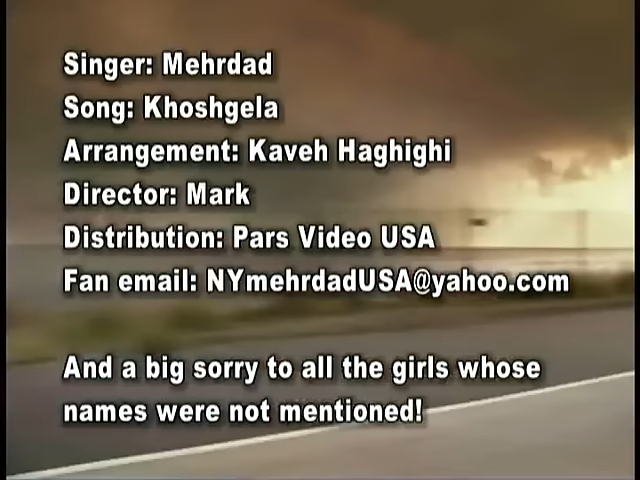 Singer: Mehrdad
Song: Khoshgela
Arrangement: Kaveh Haghighi
Director: Mark
Distribution: Pars Video USA
Fan email: NYmehrdadUSA@yahoo.com
And a big sorry to all the girls whose
names were not mentioned!